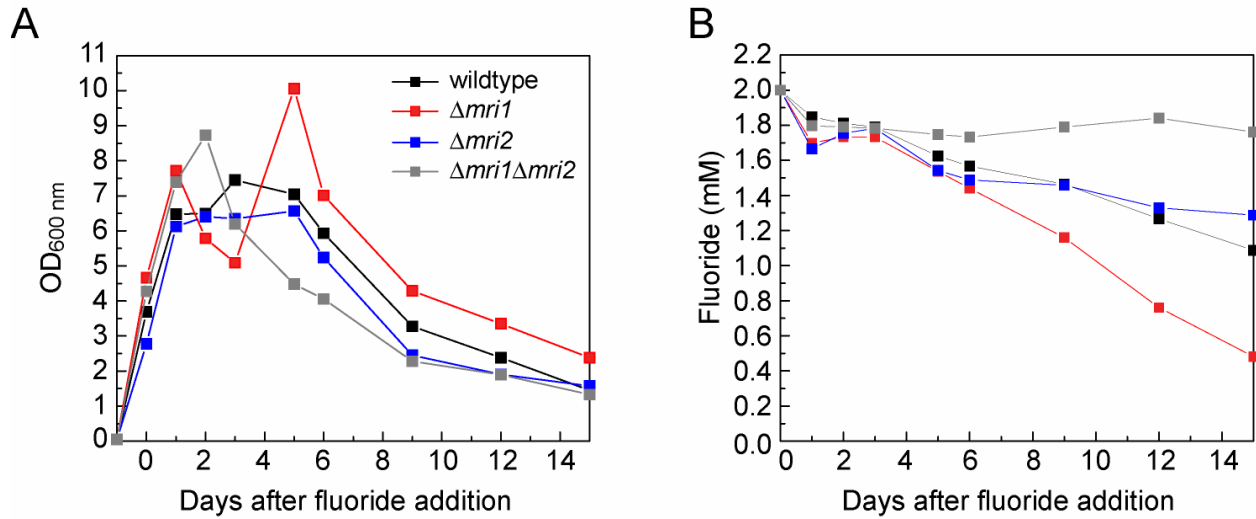 A
11
10
9
8
7
6
5
4
3
2
1
0
OD600 nm
wildtype
Δmri1
Δmri2
Δmri1Δmri2
0 2 4 6 8 10 12 14
Days after fluoride addition
B
2.2
2.0
1.8
1.6
1.4
1.2
1.0
0.8
0.6
0.4
0.2
0.0
Fluoride (mM)
0 2 4 6 8 10 12 14
Days after fluoride addition